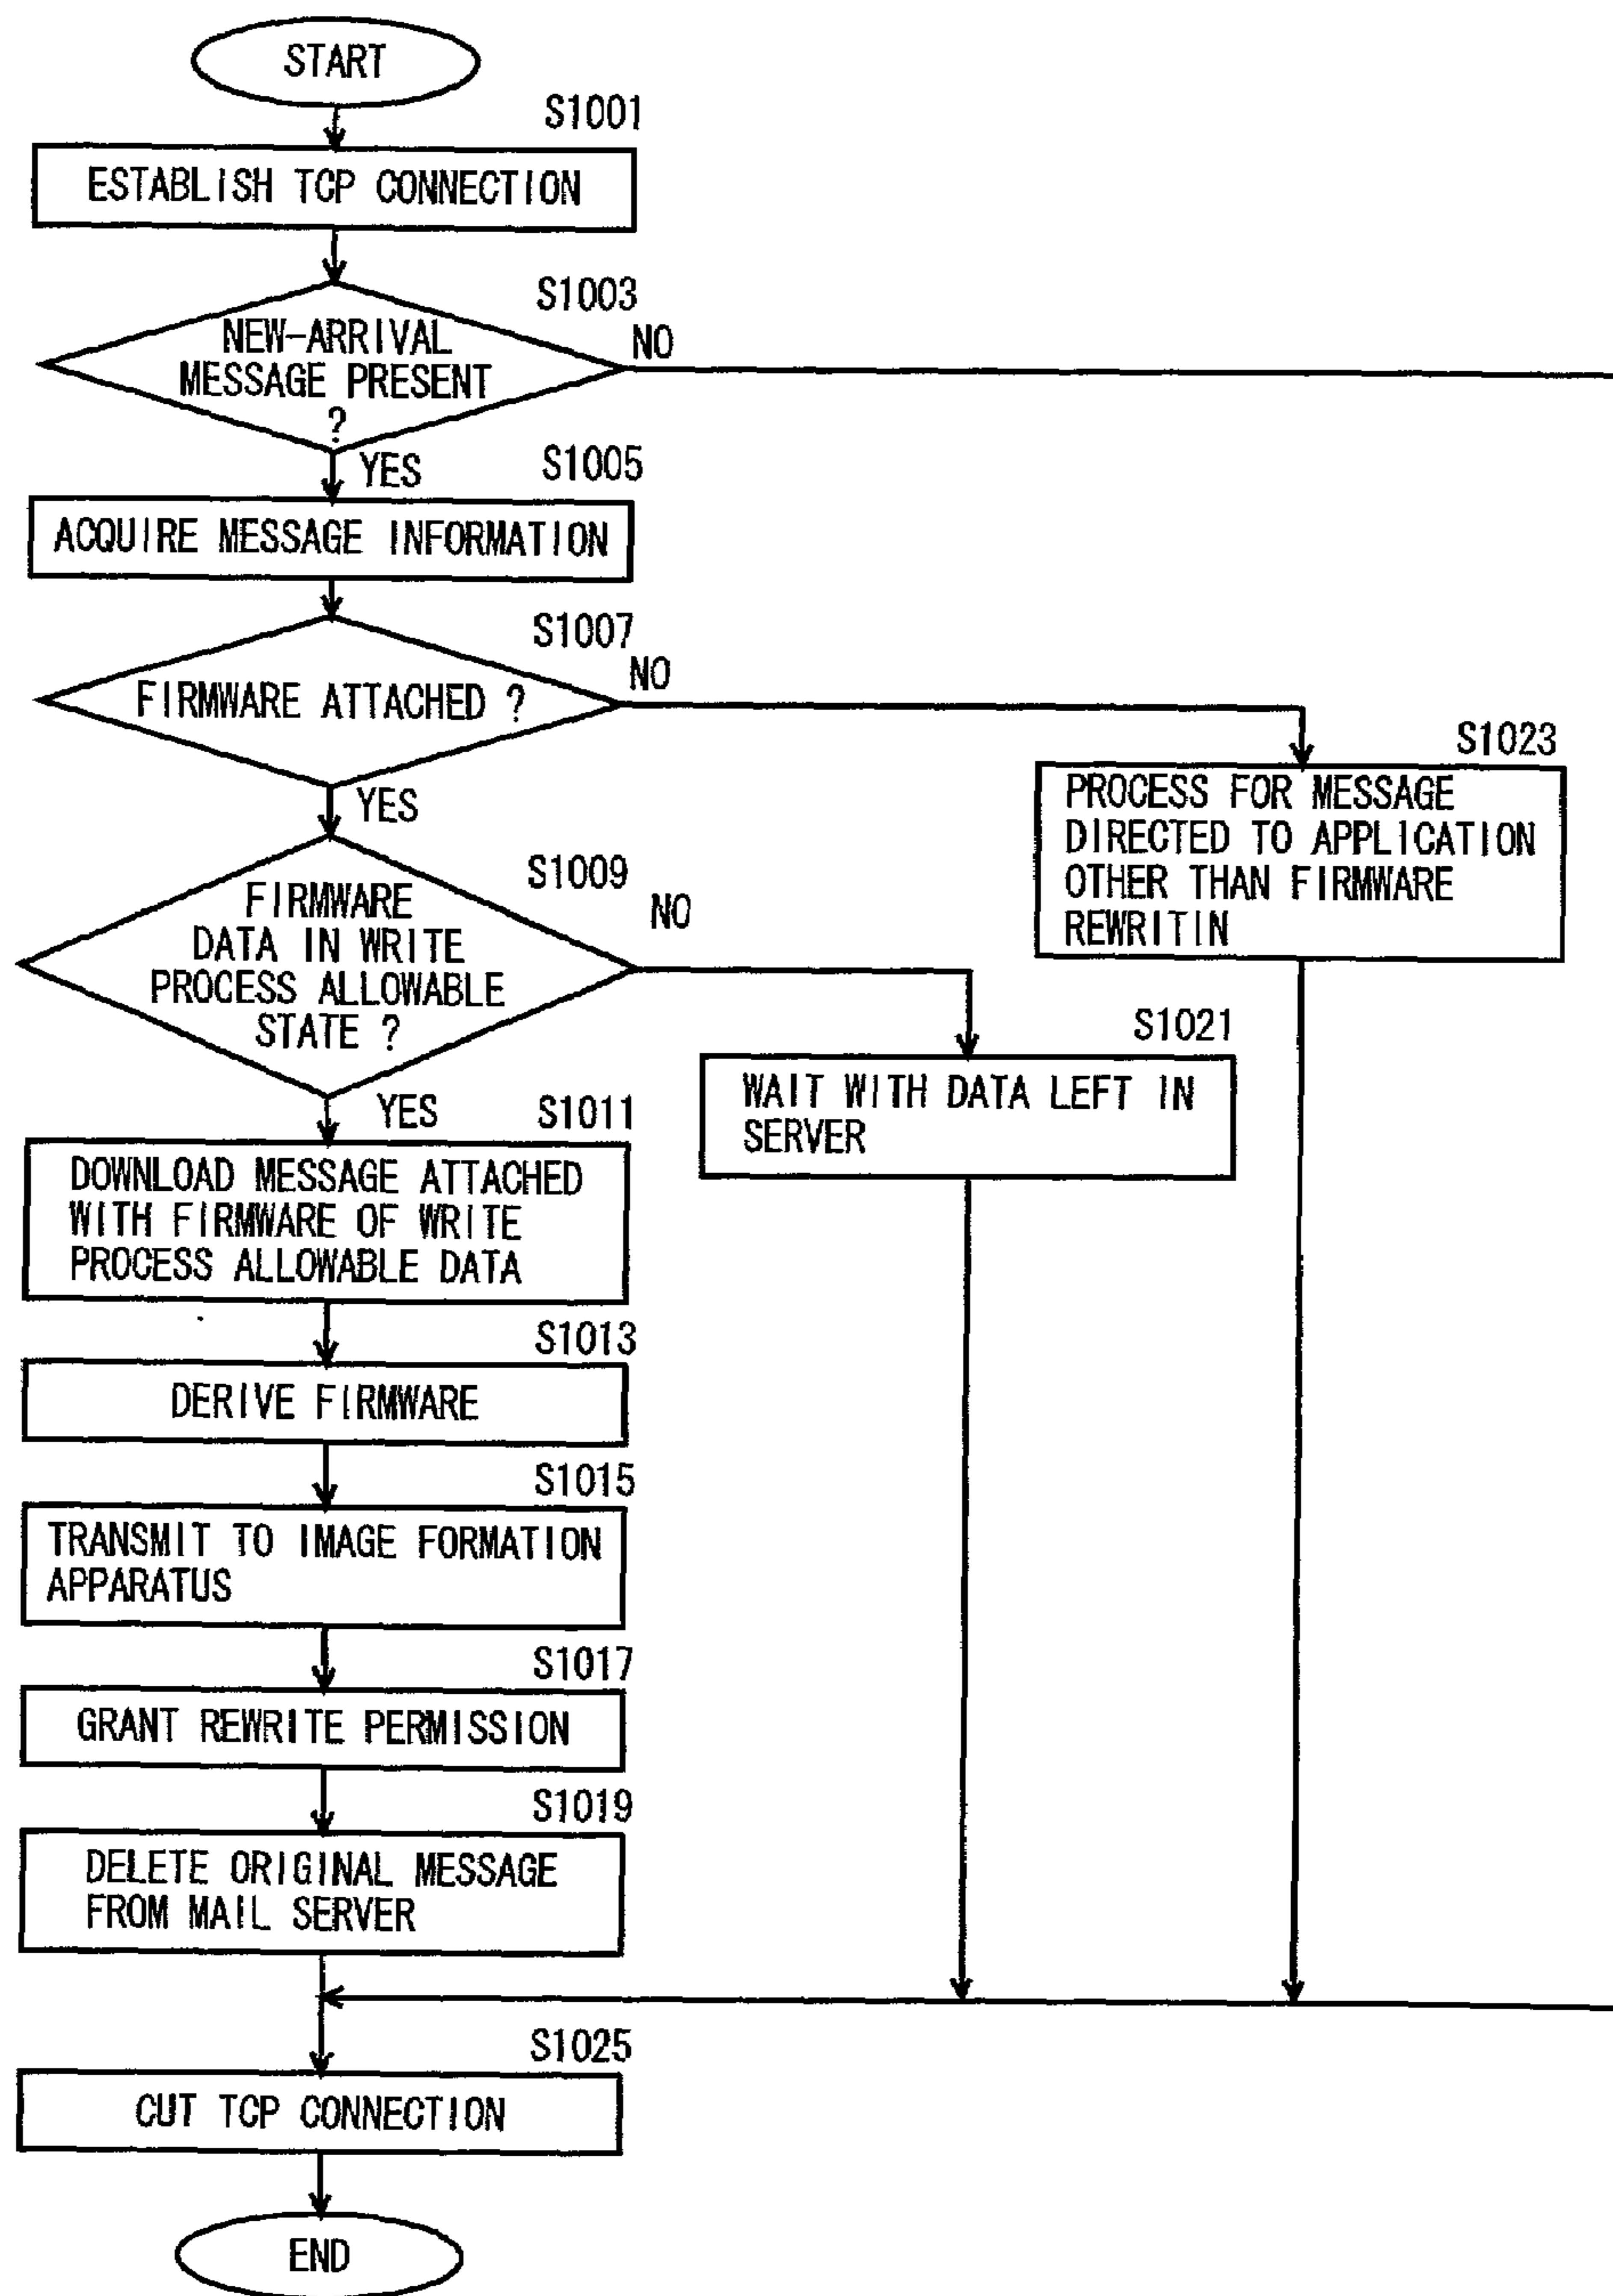 START
S1001
ESTABLISH TCP CONNECTION
S1003
NEW-ARRIVAL
MESSAGE PRESENT
?
NO
YES
S1005
ACQUIRE MESSAGE INFORMATION
S1007
FIRMWARE ATTACHED ?
NO
YES
S1023
PROCESS FOR MESSAGE
DIRECTED TO APPLICATION
OTHER THAN FIRMWARE
REWRITIN
S1009
FIRMWARE
DATA IN WRITE
PROCESS ALLOWABLE
STATE ?
NO
YES
S1021
WAIT WITH DATA LEFT IN
SERVER
S1011
DOWNLOAD MESSAGE ATTACHED
WITH FIRMWARE OF WRITE
PROCESS ALLOWABLE DATA
S1013
DERIVE FIRMWARE
S1015
TRANSMIT TO IMAGE FORMATION
APPARATUS
S1017
GRANT REWRITE PERMISSION
S1019
DELETE ORIGINAL MESSAGE
FROM MAIL SERVER
S1025
CUT TCP CONNECTION
END